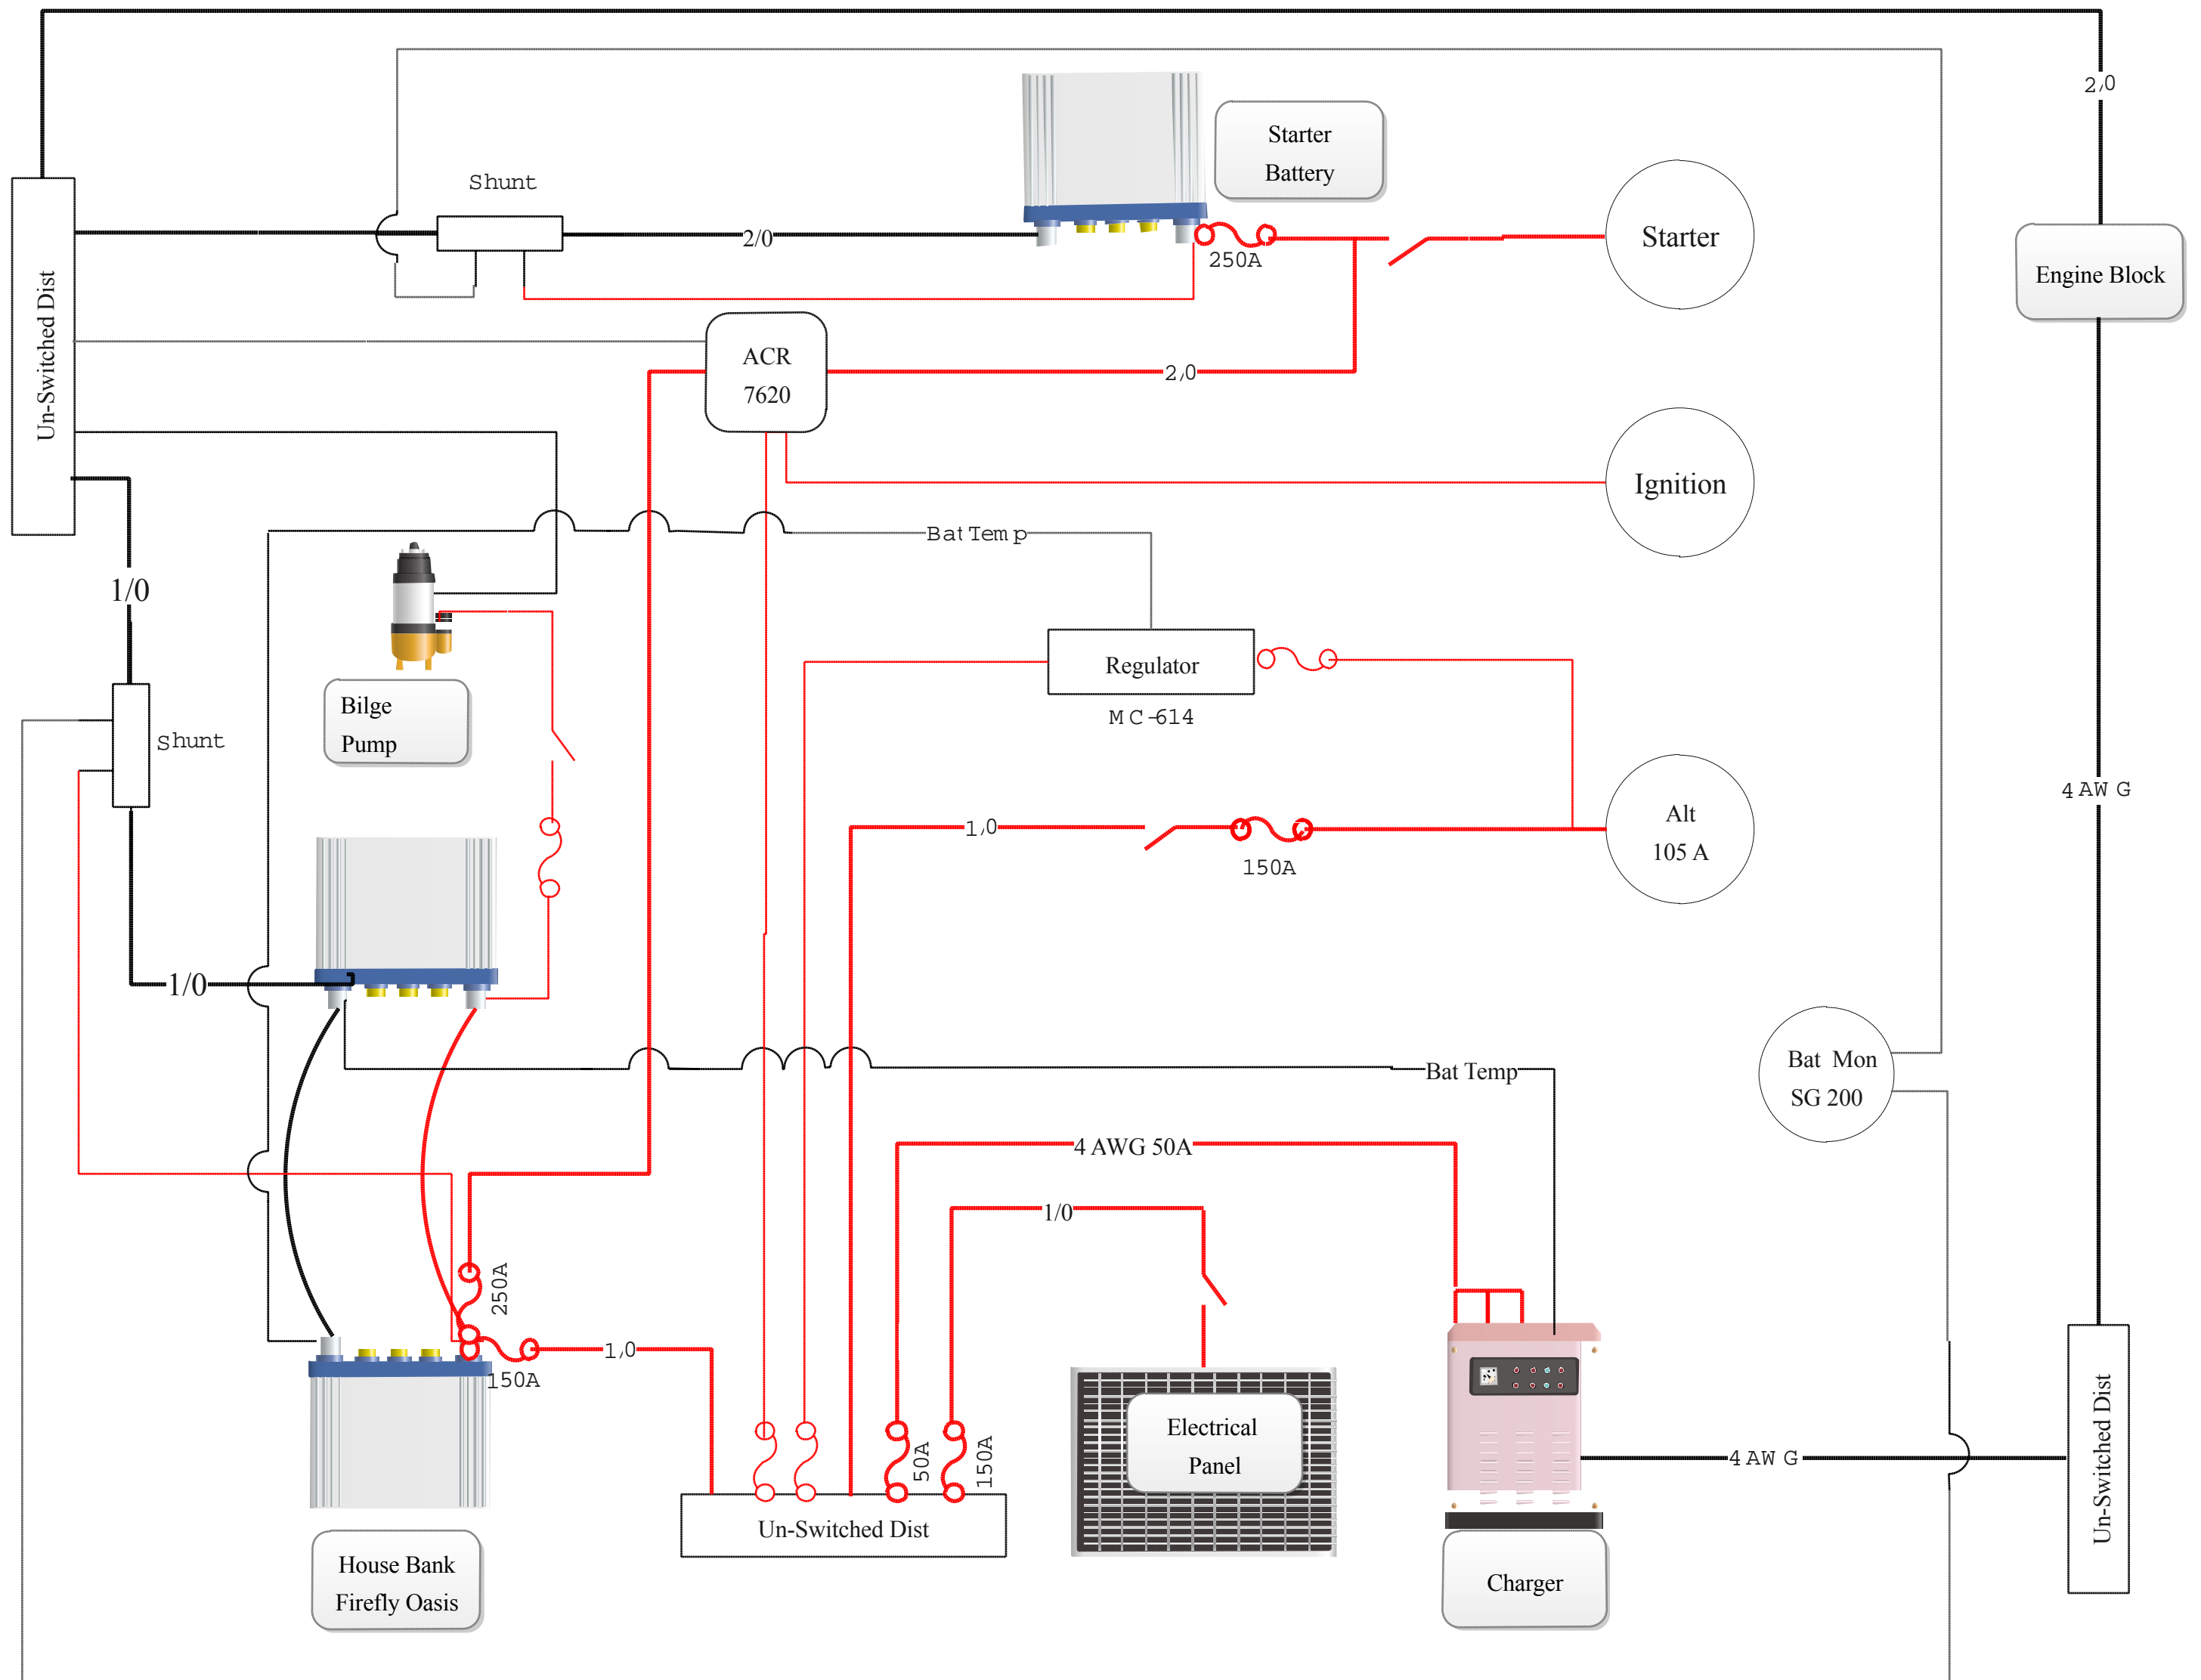 2,0
Starter
Battery
Shunt
2/0
250A
Starter
Engine Block
Un-Switched Dist
ACR
7620
2,0
Ignition
Bat Temp
1/0
Regulator
MC-614
Bilge
Pump
Shunt
4 AWG
1,0
150A
Alt
105 A
1/0
Bat Mon
SG 200
Bat Temp
4 AWG 50A
1/0
250A
1,0
150A
50A
150A
Electrical
Panel
4 AWG
Un-Switched Dist
Un-Switched Dist
House Bank
Firefly Oasis
Charger